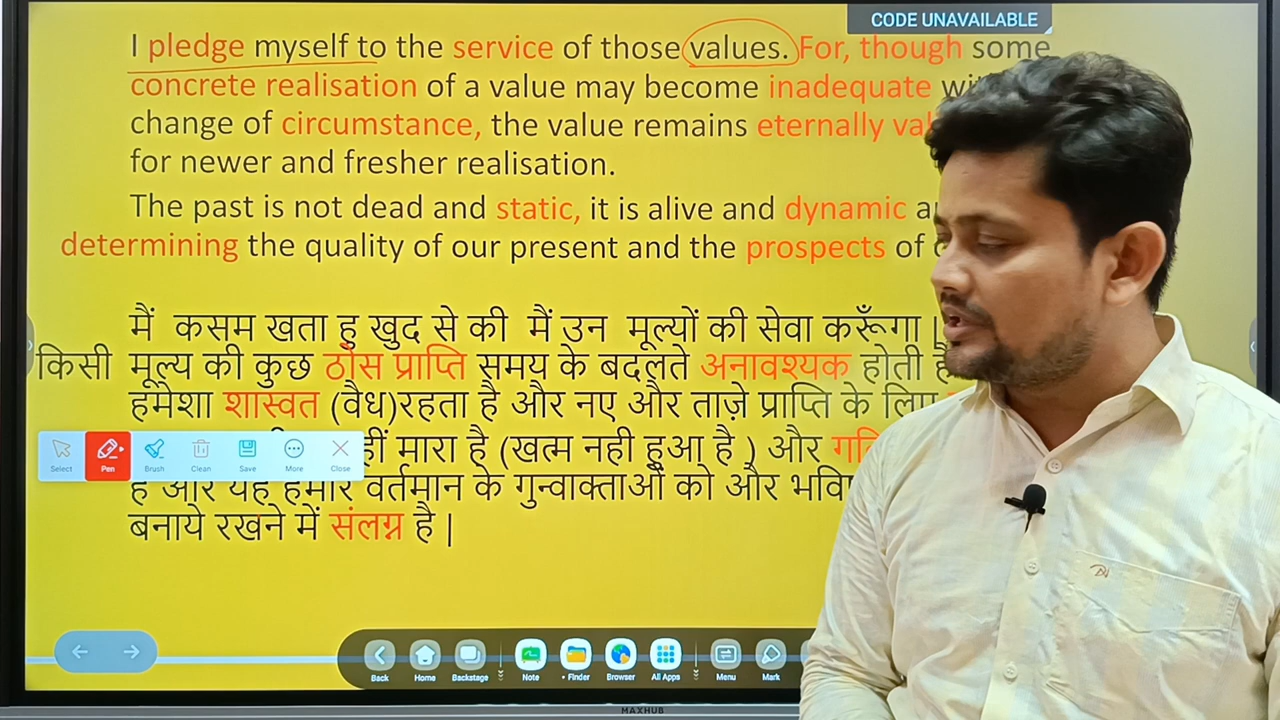 CODE UNAVAILABLE
I pledge myself to the service of those values. For, though some
concrete realisation of a value may become inadequate
change of circumstance, the value remains eternally
for newer and fresher realisation.
The past is not dead and static, it is alive and dynamic
determining the quality of our present and the prospects of
मैं कसम खता हु खुद से की मैं उन मूल्यों की सेवा करूँगा |
किसी मूल्य की कुछ ठोस प्राप्ति समय के बदलते अनावश्यक होती
हमेशा शास्वत (वैध)रहता है और नए और ताज़े प्राप्ति के लिए
मारा है (खत्म नही हुआ है ) और
है और यह हमारे वर्तमान के गुन्वाक्ताओं को और
बनाये रखने में संलग्न है |
Select Pen Brush Clean Save More Close
Back Home Backstage Note Finder Browser All Apps Menu Mark
MAXHUB